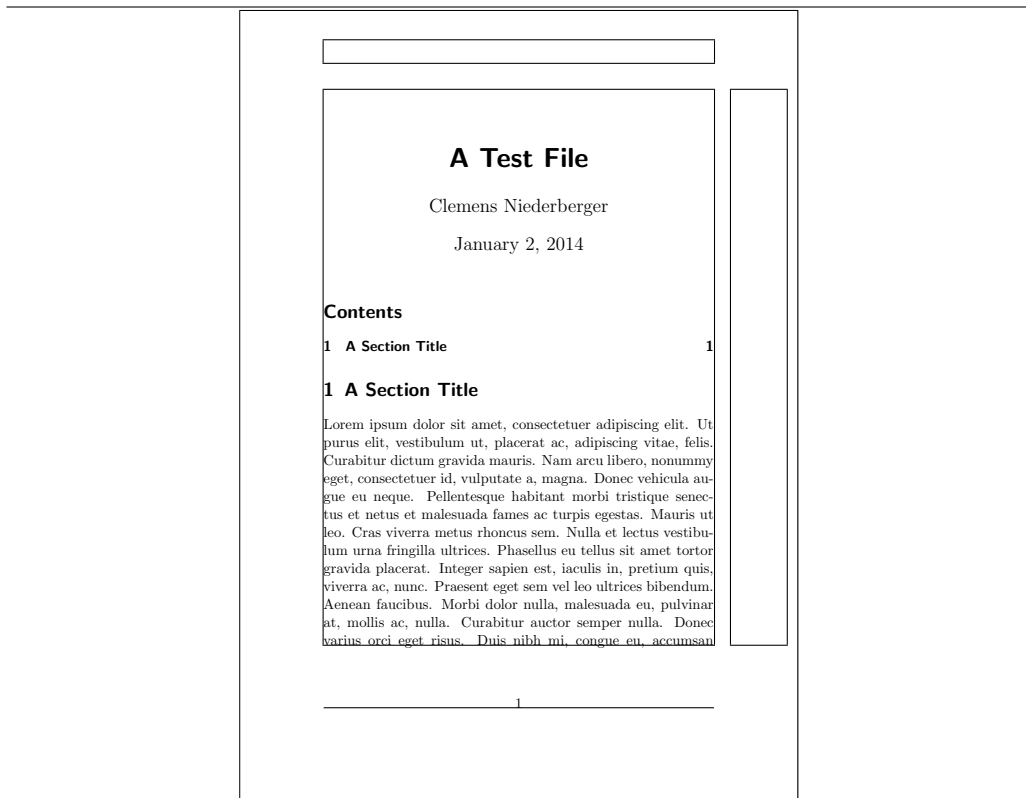 A Test File
Clemens Niederberger
January 2, 2014
Contents
1 A Section Title 1
1 A Section Title
Lorem ipsum dolor sit amet, consectetuer adipiscing elit. Ut
purus elit, vestibulum ut, placerat ac, adipiscing vitae, felis.
Curabitur dictum gravida mauris. Nam arcu libero, nonummy
eget, consectetuer id, vulputate a, magna. Donec vehicula au-
gue eu neque. Pellentesque habitant morbi tristique senec-
tus et netus et malesuada fames ac turpis egestas. Mauris ut
leo. Cras viverra metus rhoncus sem. Nulla et lectus vestibu-
lum urna fringilla ultrices. Phasellus eu tellus sit amet tortor
gravida placerat. Integer sapien est, iaculis in, pretium quis,
viverra ac, nunc. Praesent eget sem vel leo ultrices bibendum.
Aenean faucibus. Morbi dolor nulla, malesuada eu, pulvinar
at, mollis ac, nulla. Curabitur auctor semper nulla. Donec
varius orci eget risus. Duis nibh mi, congue eu, accumsan
1